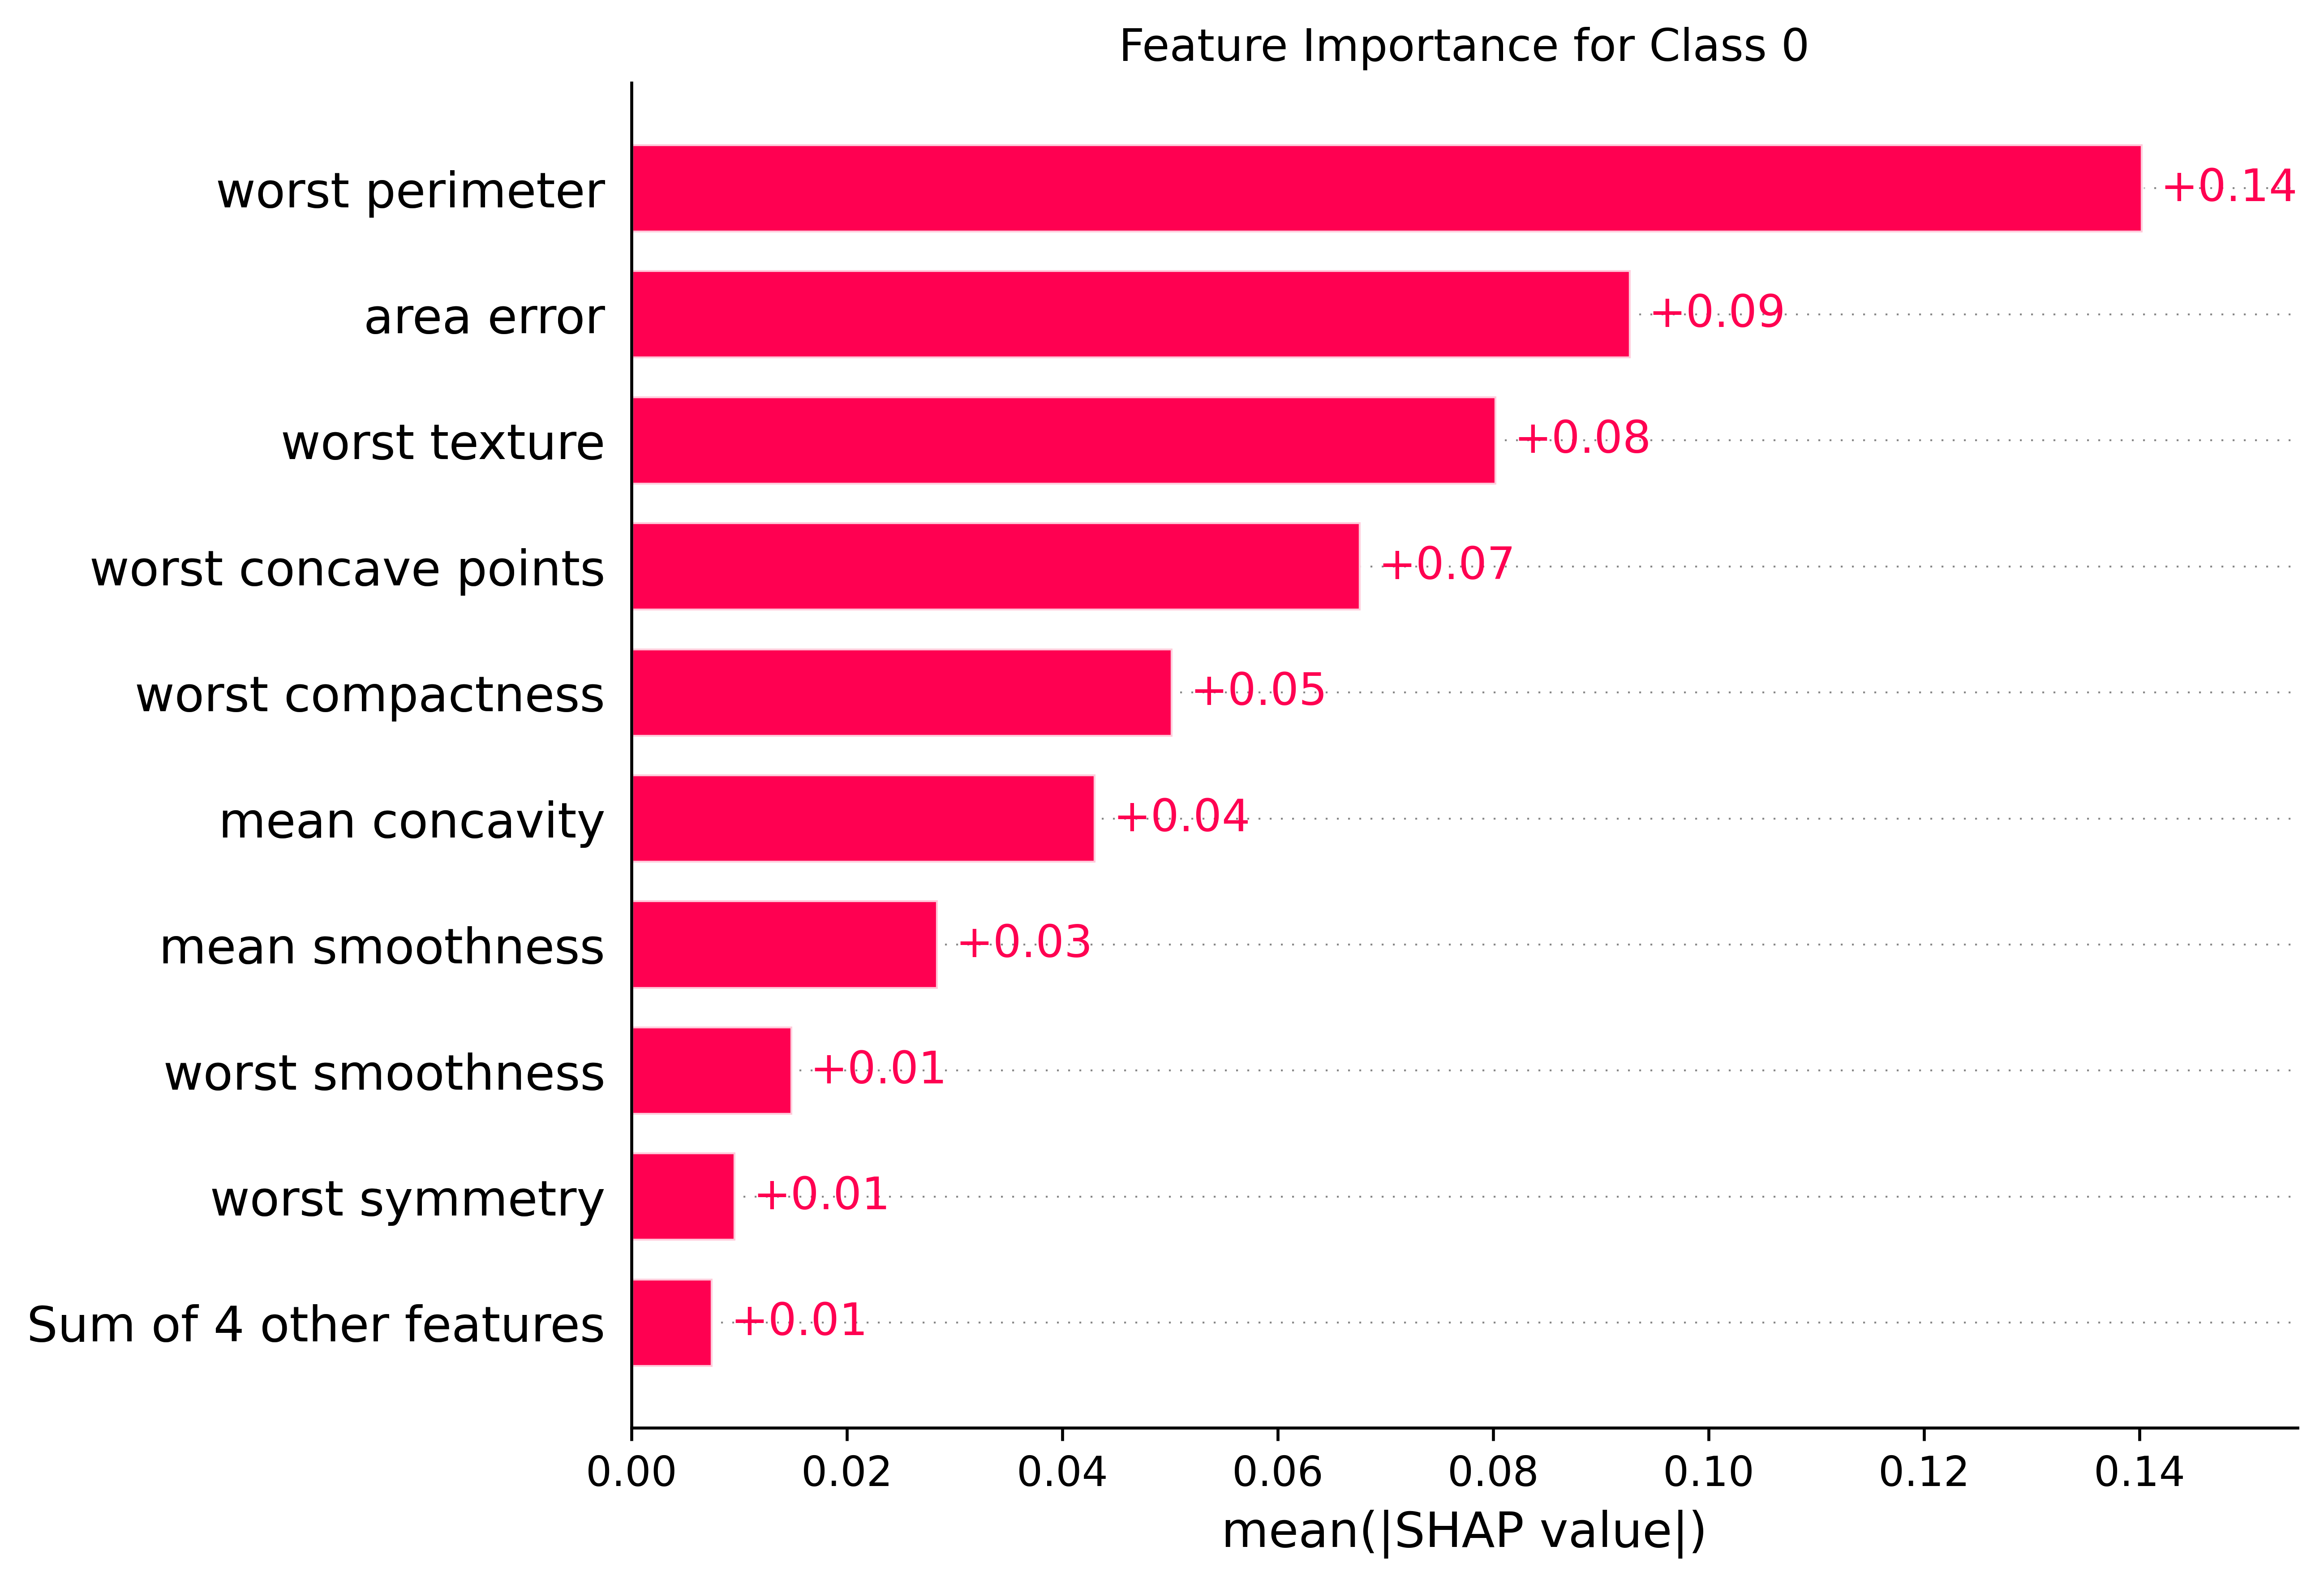 Feature Importance for Class 0
worst perimeter +0.14
area error +0.09
worst texture +0.08
worst concave points +0.07
worst compactness +0.05
mean concavity +0.04
mean smoothness +0.03
worst smoothness +0.01
worst symmetry +0.01
Sum of 4 other features +0.01
0.00 0.02 0.04 0.06 0.08 0.10 0.12 0.14
mean(|SHAP value|)